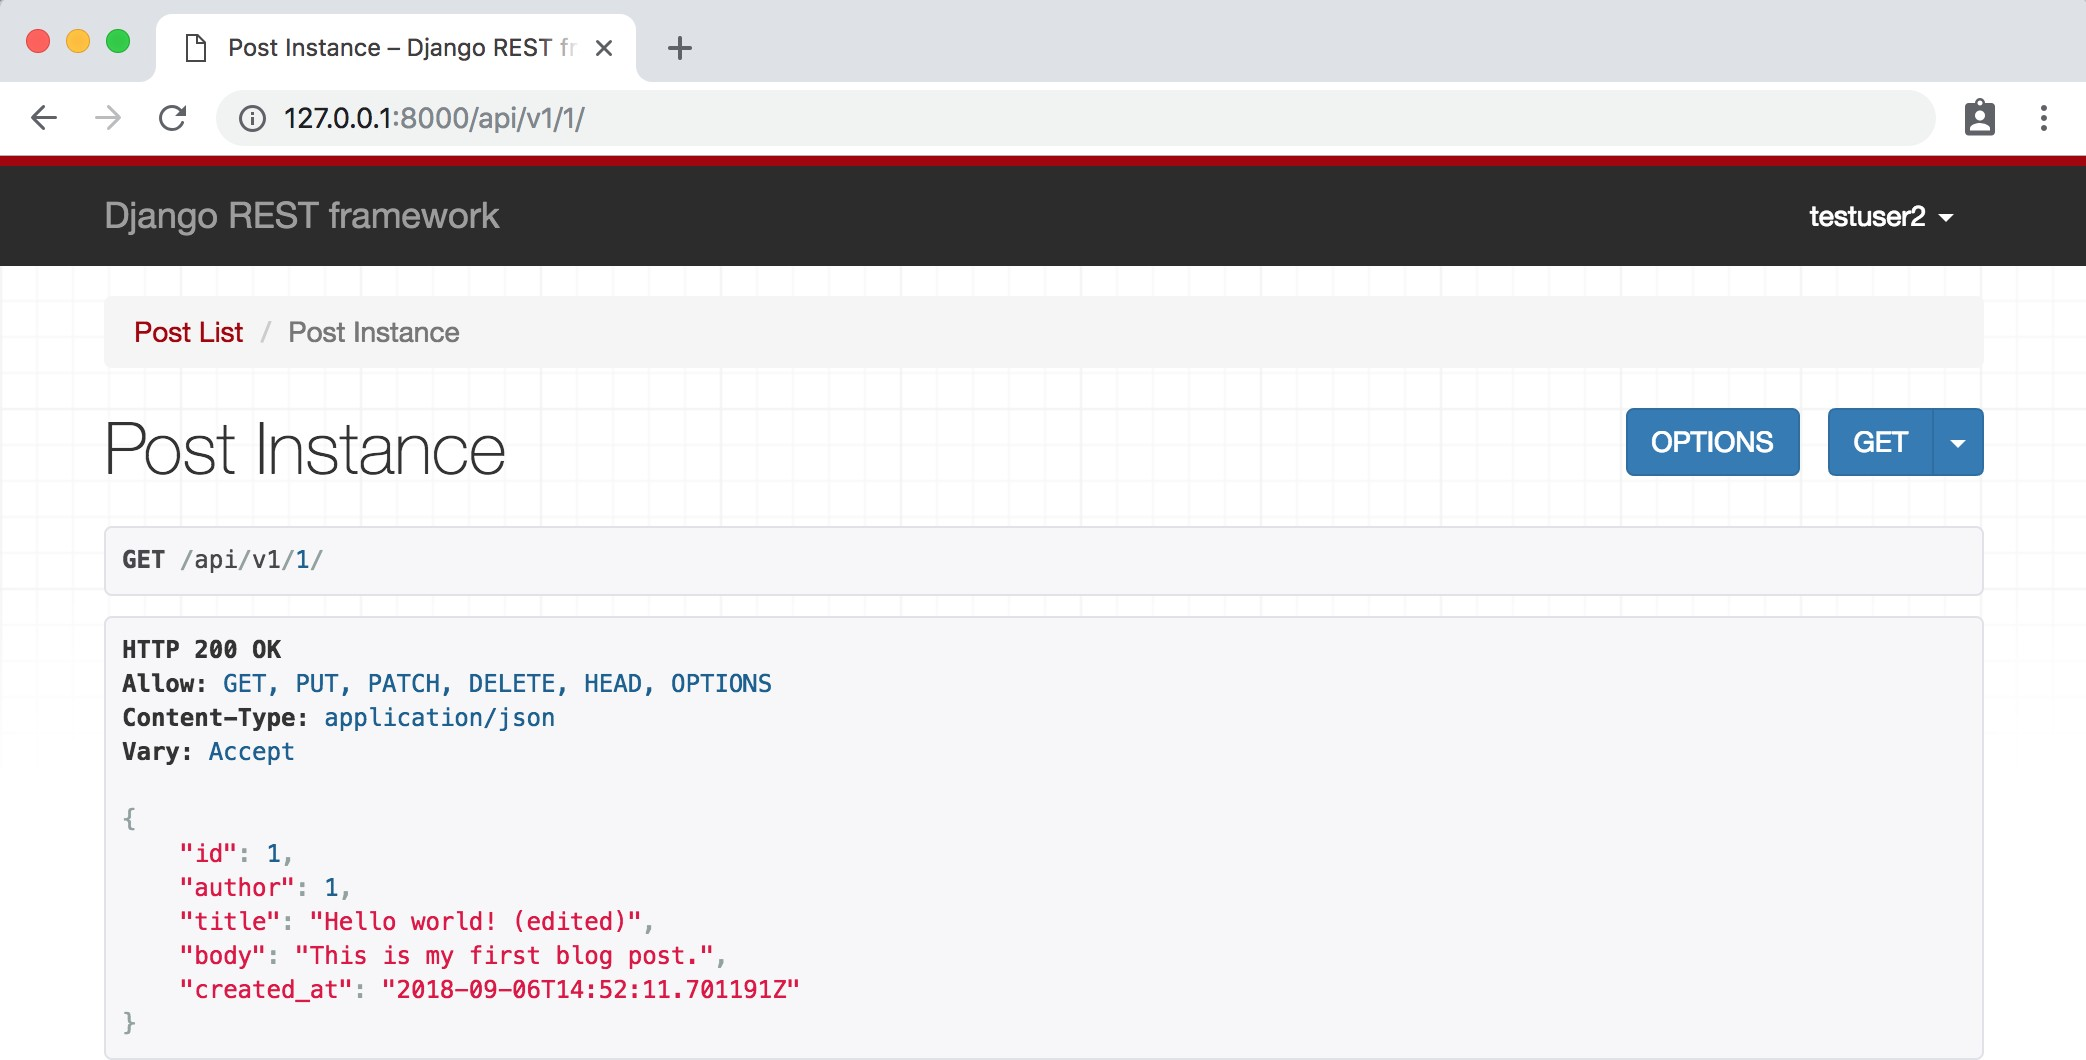 Post Instance – Django REST fr
127.0.0.1:8000/api/v1/1/
Django REST framework
testuser2
Post List / Post Instance
Post Instance
OPTIONS
GET
GET /api/v1/1/
HTTP 200 OK
Allow: GET, PUT, PATCH, DELETE, HEAD, OPTIONS
Content-Type: application/json
Vary: Accept
{
    "id": 1,
    "author": 1,
    "title": "Hello world! (edited)",
    "body": "This is my first blog post.",
    "created_at": "2018-09-06T14:52:11.701191Z"
}